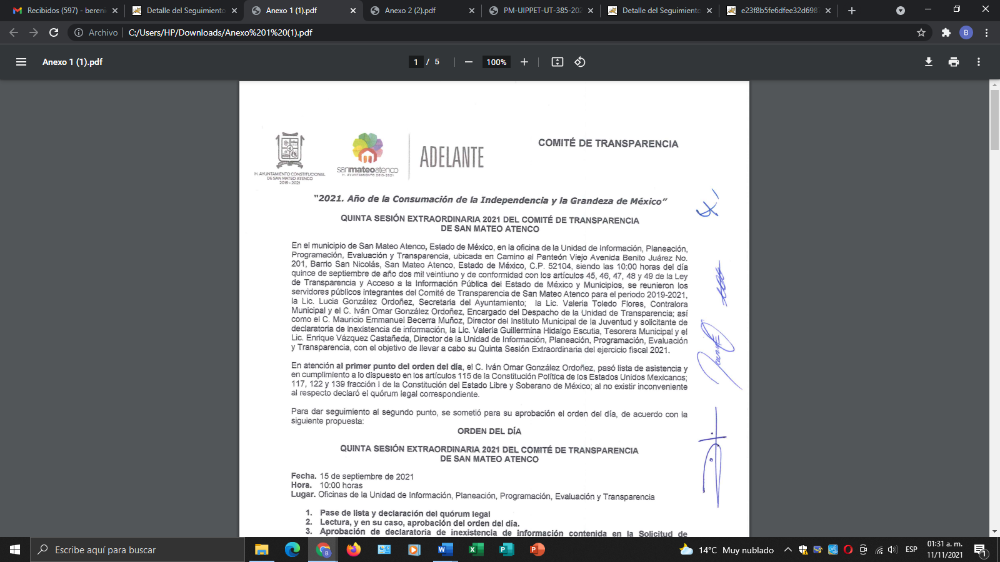 Recibidos (597) - bereni
Detalle del Seguimiento
Anexo 1 (1).pdf
Anexo 2 (2).pdf
PM-UIPPET-UT-385-202
Detalle del Seguimiento
e23f8b5fe6dfee32d698
Archivo
C:/Users/HP/Downloads/Anexo%201%20(1).pdf
B
Anexo 1 (1).pdf
1 / 5
100%
H. AYUNTAMIENTO CONSTITUCIONAL
DE SAN MATEO ATENCO
2019 - 2021
sanmateoatenco
H. AYUNTAMIENTO 2019-2021
ADELANTE
COMITÉ DE TRANSPARENCIA
"2021. Año de la Consumación de la Independencia y la Grandeza de México"
QUINTA SESIÓN EXTRAORDINARIA 2021 DEL COMITÉ DE TRANSPARENCIA
DE SAN MATEO ATENCO
En el municipio de San Mateo Atenco, Estado de México, en la oficina de la Unidad de Información, Planeación,
Programación, Evaluación y Transparencia, ubicada en Camino al Panteón Viejo Avenida Benito Juárez No.
201, Barrio San Nicolás, San Mateo Atenco, Estado de México, C.P. 52104, siendo las 10:00 horas del día
quince de septiembre de año dos mil veintiuno y de conformidad con los artículos 45, 46, 47, 48 y 49 de la Ley
de Transparencia y Acceso a la Información Pública del Estado de México y Municipios, se reunieron los
servidores públicos integrantes del Comité de Transparencia de San Mateo Atenco para el periodo 2019-2021,
la Lic. Lucia González Ordoñez, Secretaria del Ayuntamiento; la Lic. Valeria Toledo Flores, Contralora
Municipal y el C. Iván Omar González Ordoñez, Encargado del Despacho de la Unidad de Transparencia; así
como el C. Mauricio Emmanuel Becerra Muñoz, Director del Instituto Municipal de la Juventud y solicitante de
declaratoria de inexistencia de información, la Lic. Valeria Guillermina Hidalgo Escutia, Tesorera Municipal y el
Lic. Enrique Vázquez Castañeda, Director de la Unidad de Información, Planeación, Programación, Evaluación
y Transparencia, con el objetivo de llevar a cabo su Quinta Sesión Extraordinaria del ejercicio fiscal 2021.
En atención al primer punto del orden del día, el C. Iván Omar González Ordoñez, pasó lista de asistencia y
en cumplimiento a lo dispuesto en los artículos 115 de la Constitución Política de los Estados Unidos Mexicanos;
117, 122 y 139 fracción I de la Constitución del Estado Libre y Soberano de México; al no existir inconveniente
al respecto declaró el quórum legal correspondiente.
Para dar seguimiento al segundo punto, se sometió para su aprobación el orden del día, de acuerdo con la
siguiente propuesta:
ORDEN DEL DÍA
QUINTA SESIÓN EXTRAORDINARIA 2021 DEL COMITÉ DE TRANSPARENCIA
DE SAN MATEO ATENCO
Fecha. 15 de septiembre de 2021
Hora. 10:00 horas
Lugar. Oficinas de la Unidad de Información, Planeación, Programación, Evaluación y Transparencia
1. Pase de lista y declaración del quórum legal
2. Lectura, y en su caso, aprobación del orden del día.
3. Aprobación de declaratoria de inexistencia de información contenida en la Solicitud de
Escribe aquí para buscar
14°C Muy nublado
ESP
01:31 a. m.
11/11/2021
1